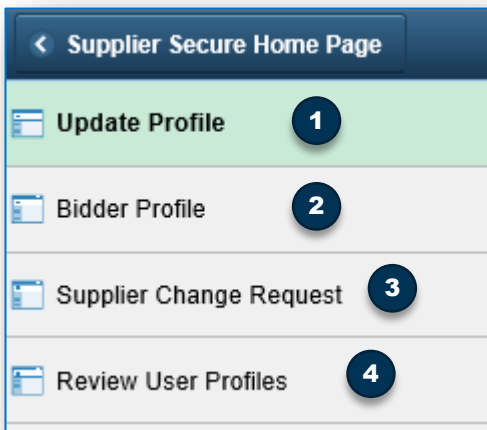 Supplier Secure Home Page
Update Profile 1
Bidder Profile 2
Supplier Change Request 3
Review User Profiles 4